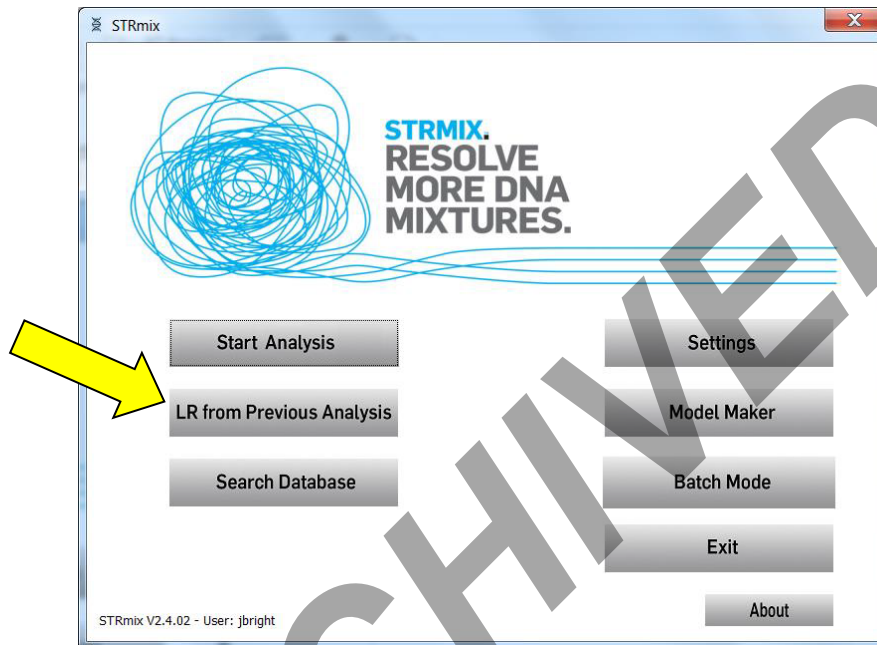 STRmix
STRMIX.
RESOLVE
MORE DNA
MIXTURES.
Start Analysis
Settings
LR from Previous Analysis
Model Maker
Search Database
Batch Mode
Exit
About
STRmix V2.4.02 - User: jbright
CHIVED